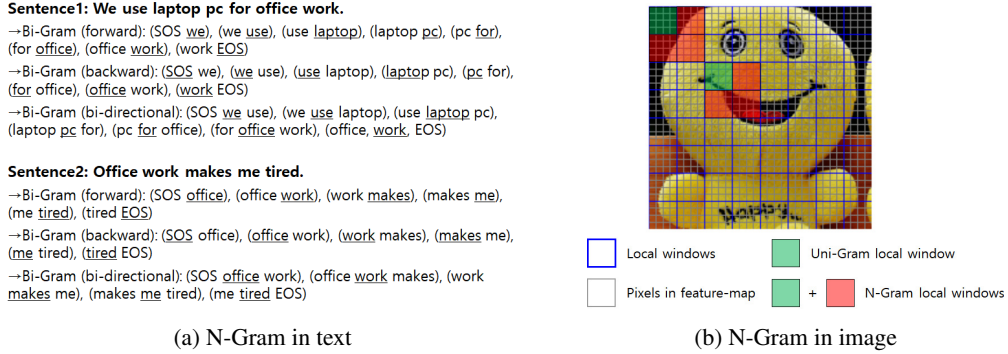 Sentence1: We use laptop pc for office work.
→Bi-Gram (forward): (SOS we), (we use), (use laptop), (laptop pc), (pc for),
(for office), (office work), (work EOS)
→Bi-Gram (backward): (SOS we), (we use), (use laptop), (laptop pc), (pc for),
(for office), (office work), (work EOS)
→Bi-Gram (bi-directional): (SOS we use), (we use laptop), (use laptop pc),
(laptop pc for), (pc for office), (for office work), (office, work, EOS)
Sentence2: Office work makes me tired.
→Bi-Gram (forward): (SOS office), (office work), (work makes), (makes me),
(me tired), (tired EOS)
→Bi-Gram (backward): (SOS office), (office work), (work makes), (makes me),
(me tired), (tired EOS)
→Bi-Gram (bi-directional): (SOS office work), (office work makes), (work
makes me), (makes me tired), (me tired EOS)
(a) N-Gram in text
Happy
Local windows
Uni-Gram local window
Pixels in feature-map
+
N-Gram local windows
(b) N-Gram in image